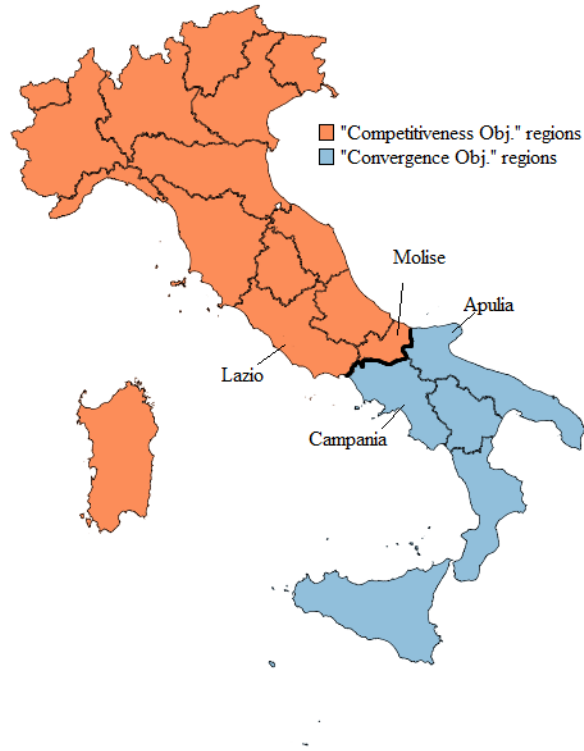 "Competitiveness Obj." regions
"Convergence Obj." regions
Molise
Apulia
Lazio
Campania